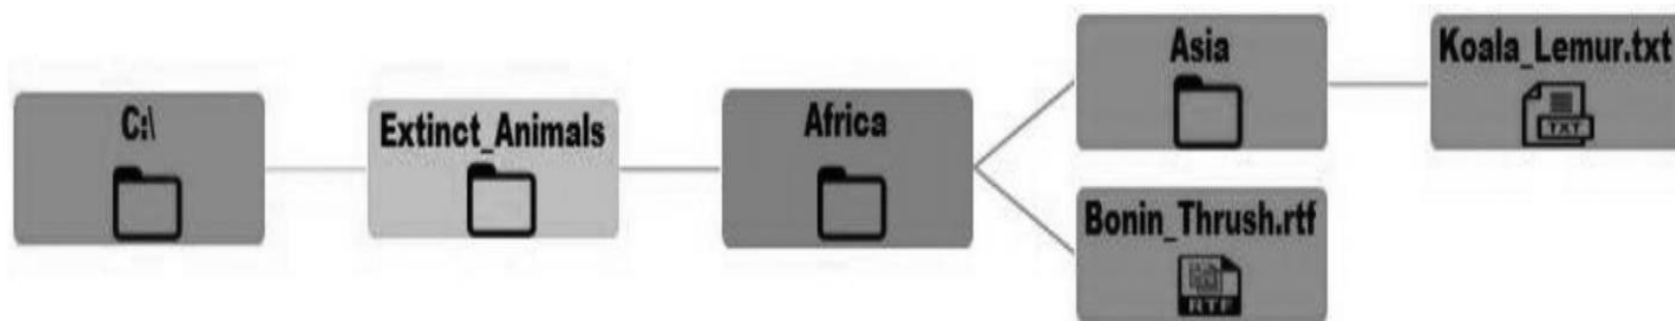 C:\
Extinct_Animals
Africa
Asia
Koala_Lemur.txt
TXT
Bonin_Thrush.rtf
RTF